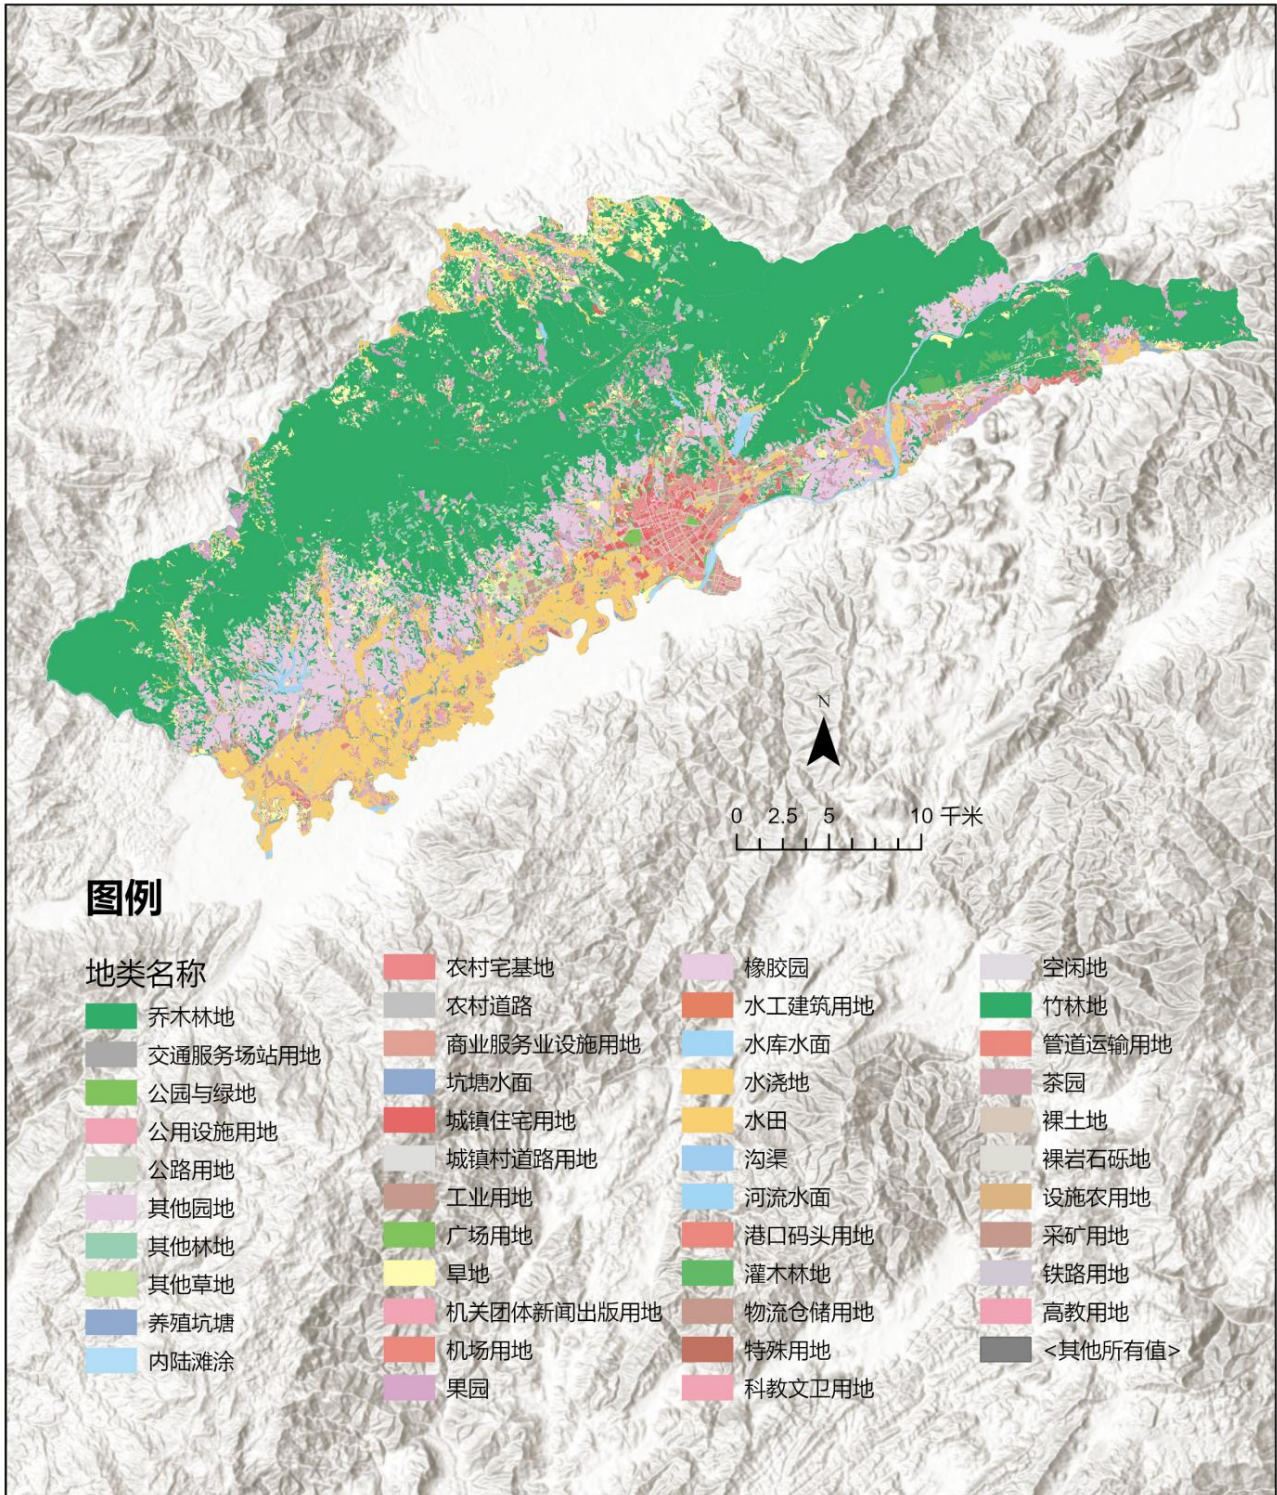 N
0 2.5 5 10 千米
图例
地类名称
乔木林地
交通服务场站用地
公园与绿地
公用设施用地
公路用地
其他园地
其他林地
其他草地
养殖坑塘
内陆滩涂
农村宅基地
农村道路
商业服务业设施用地
坑塘水面
城镇住宅用地
城镇村道路用地
工业用地
广场用地
旱地
机关团体新闻出版用地
机场用地
果园
橡胶园
水工建筑用地
水库水面
水浇地
水田
沟渠
河流水面
港口码头用地
灌木林地
物流仓储用地
特殊用地
科教文卫用地
空闲地
竹林地
管道运输用地
茶园
裸土地
裸岩石砾地
设施农用地
采矿用地
铁路用地
高教用地
<其他所有值>